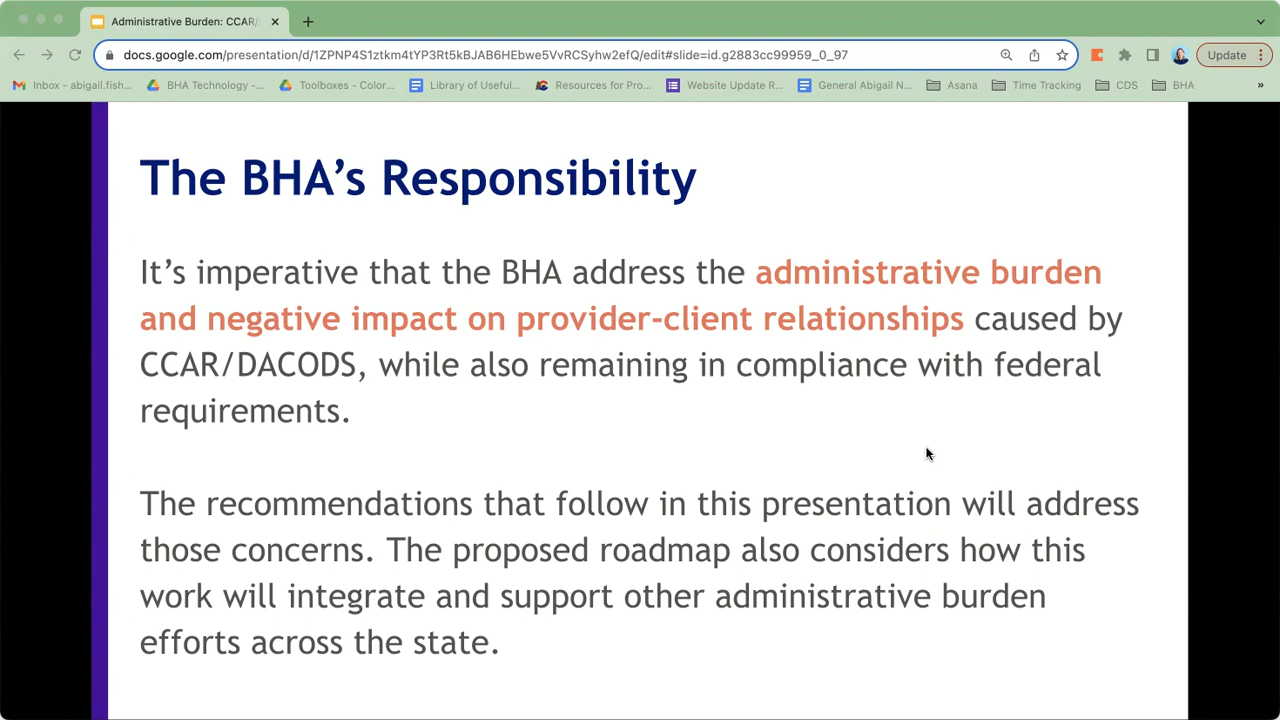 Administrative Burden: CCAR/
docs.google.com/presentation/d/1ZPNP4S1ztkm4tYP3Rt5kBJAB6HEbwe5VvRCSyhw2efQ/edit#slide=id.g2883cc99959_0_97
Update
Inbox - abigail.fish... BHA Technology -... Toolboxes - Color... Library of Useful... Resources for Pro... Website Update R... General Abigail N... Asana Time Tracking CDS BHA »
The BHA’s Responsibility
It’s imperative that the BHA address the administrative burden
and negative impact on provider-client relationships caused by
CCAR/DACODS, while also remaining in compliance with federal
requirements.
The recommendations that follow in this presentation will address
those concerns. The proposed roadmap also considers how this
work will integrate and support other administrative burden
efforts across the state.